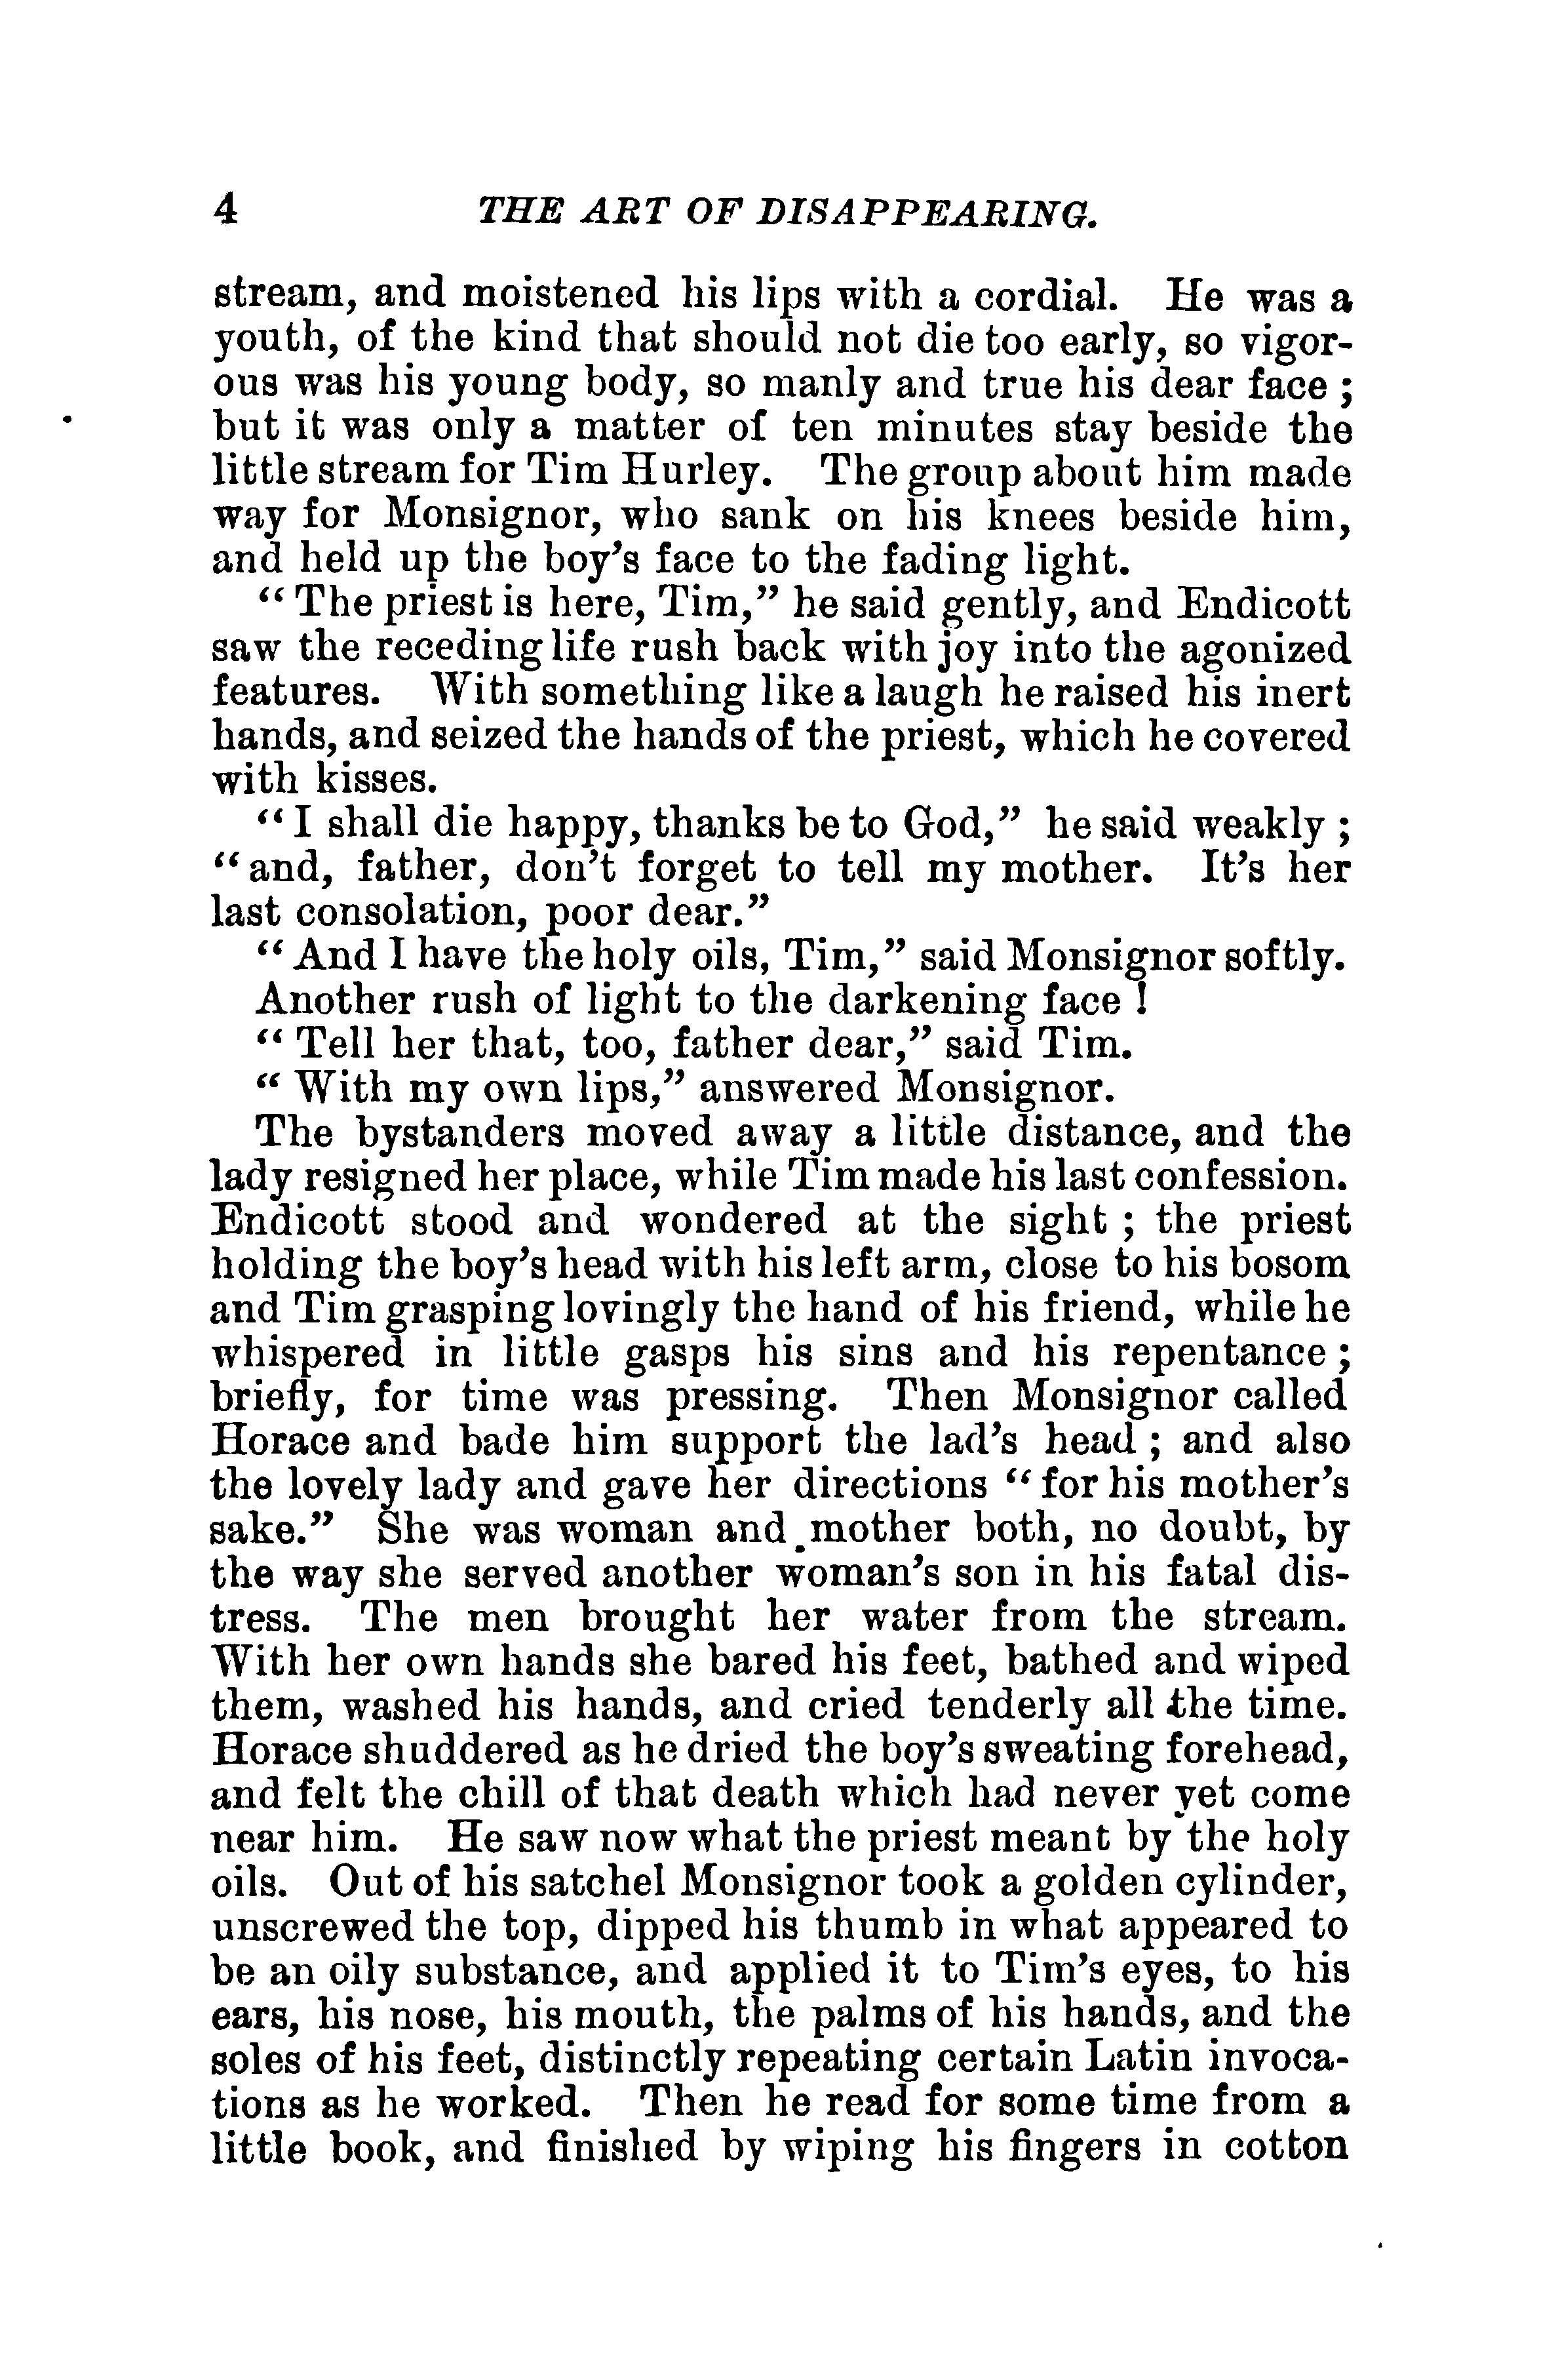 4 THE ART OF DISAPPEARING.
stream, and moistened his lips with a cordial. He was a
youth, of the kind that should not die too early, so vigor-
ous was his young body, so manly and true his dear face ;
but it was only a matter of ten minutes stay beside the
little stream for Tim Hurley. The group about him made
way for Monsignor, who sank on his knees beside him,
and held up the boy's face to the fading light.
“ The priest is here, Tim,” he said gently, and Endicott
saw the receding life rush back with joy into the agonized
features. With something like a laugh he raised his inert
hands, and seized the hands of the priest, which he covered
with kisses.
“ I shall die happy, thanks be to God,” he said weakly ;
“and, father, don't forget to tell my mother. It's her
last consolation, poor dear.”
“ And I have the holy oils, Tim,” said Monsignor softly.
Another rush of light to the darkening face !
“ Tell her that, too, father dear,” said Tim.
“ With my own lips,” answered Monsignor.
The bystanders moved away a little distance, and the
lady resigned her place, while Tim made his last confession.
Endicott stood and wondered at the sight ; the priest
holding the boy's head with his left arm, close to his bosom
and Tim grasping lovingly the hand of his friend, while he
whispered in little gasps his sins and his repentance ;
briefly, for time was pressing. Then Monsignor called
Horace and bade him support the lad's head ; and also
the lovely lady and gave her directions “ for his mother's
sake.” She was woman and mother both, no doubt, by
the way she served another woman's son in his fatal dis-
tress. The men brought her water from the stream.
With her own hands she bared his feet, bathed and wiped
them, washed his hands, and cried tenderly all the time.
Horace shuddered as he dried the boy's sweating forehead,
and felt the chill of that death which had never yet come
near him. He saw now what the priest meant by the holy
oils. Out of his satchel Monsignor took a golden cylinder,
unscrewed the top, dipped his thumb in what appeared to
be an oily substance, and applied it to Tim's eyes, to his
ears, his nose, his mouth, the palms of his hands, and the
soles of his feet, distinctly repeating certain Latin invoca-
tions as he worked. Then he read for some time from a
little book, and finished by wiping his fingers in cotton